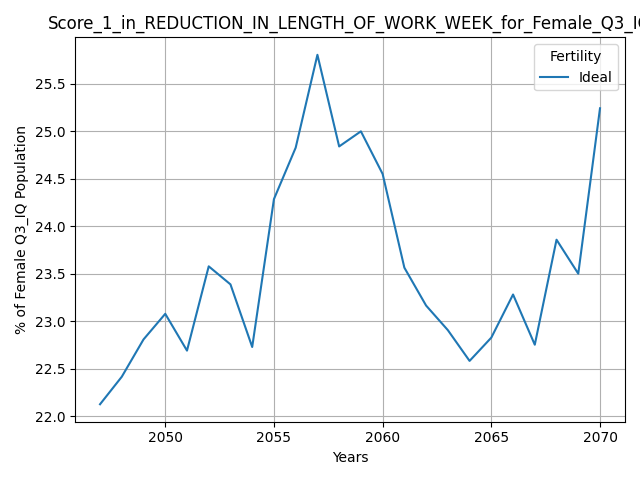 Score_1_in_REDUCTION_IN_LENGTH_OF_WORK_WEEK_for_Female_Q3_IQ
Fertility
Ideal
% of Female Q3_IQ Population
25.5
25.0
24.5
24.0
23.5
23.0
22.5
22.0
2050 2055 2060 2065 2070
Years